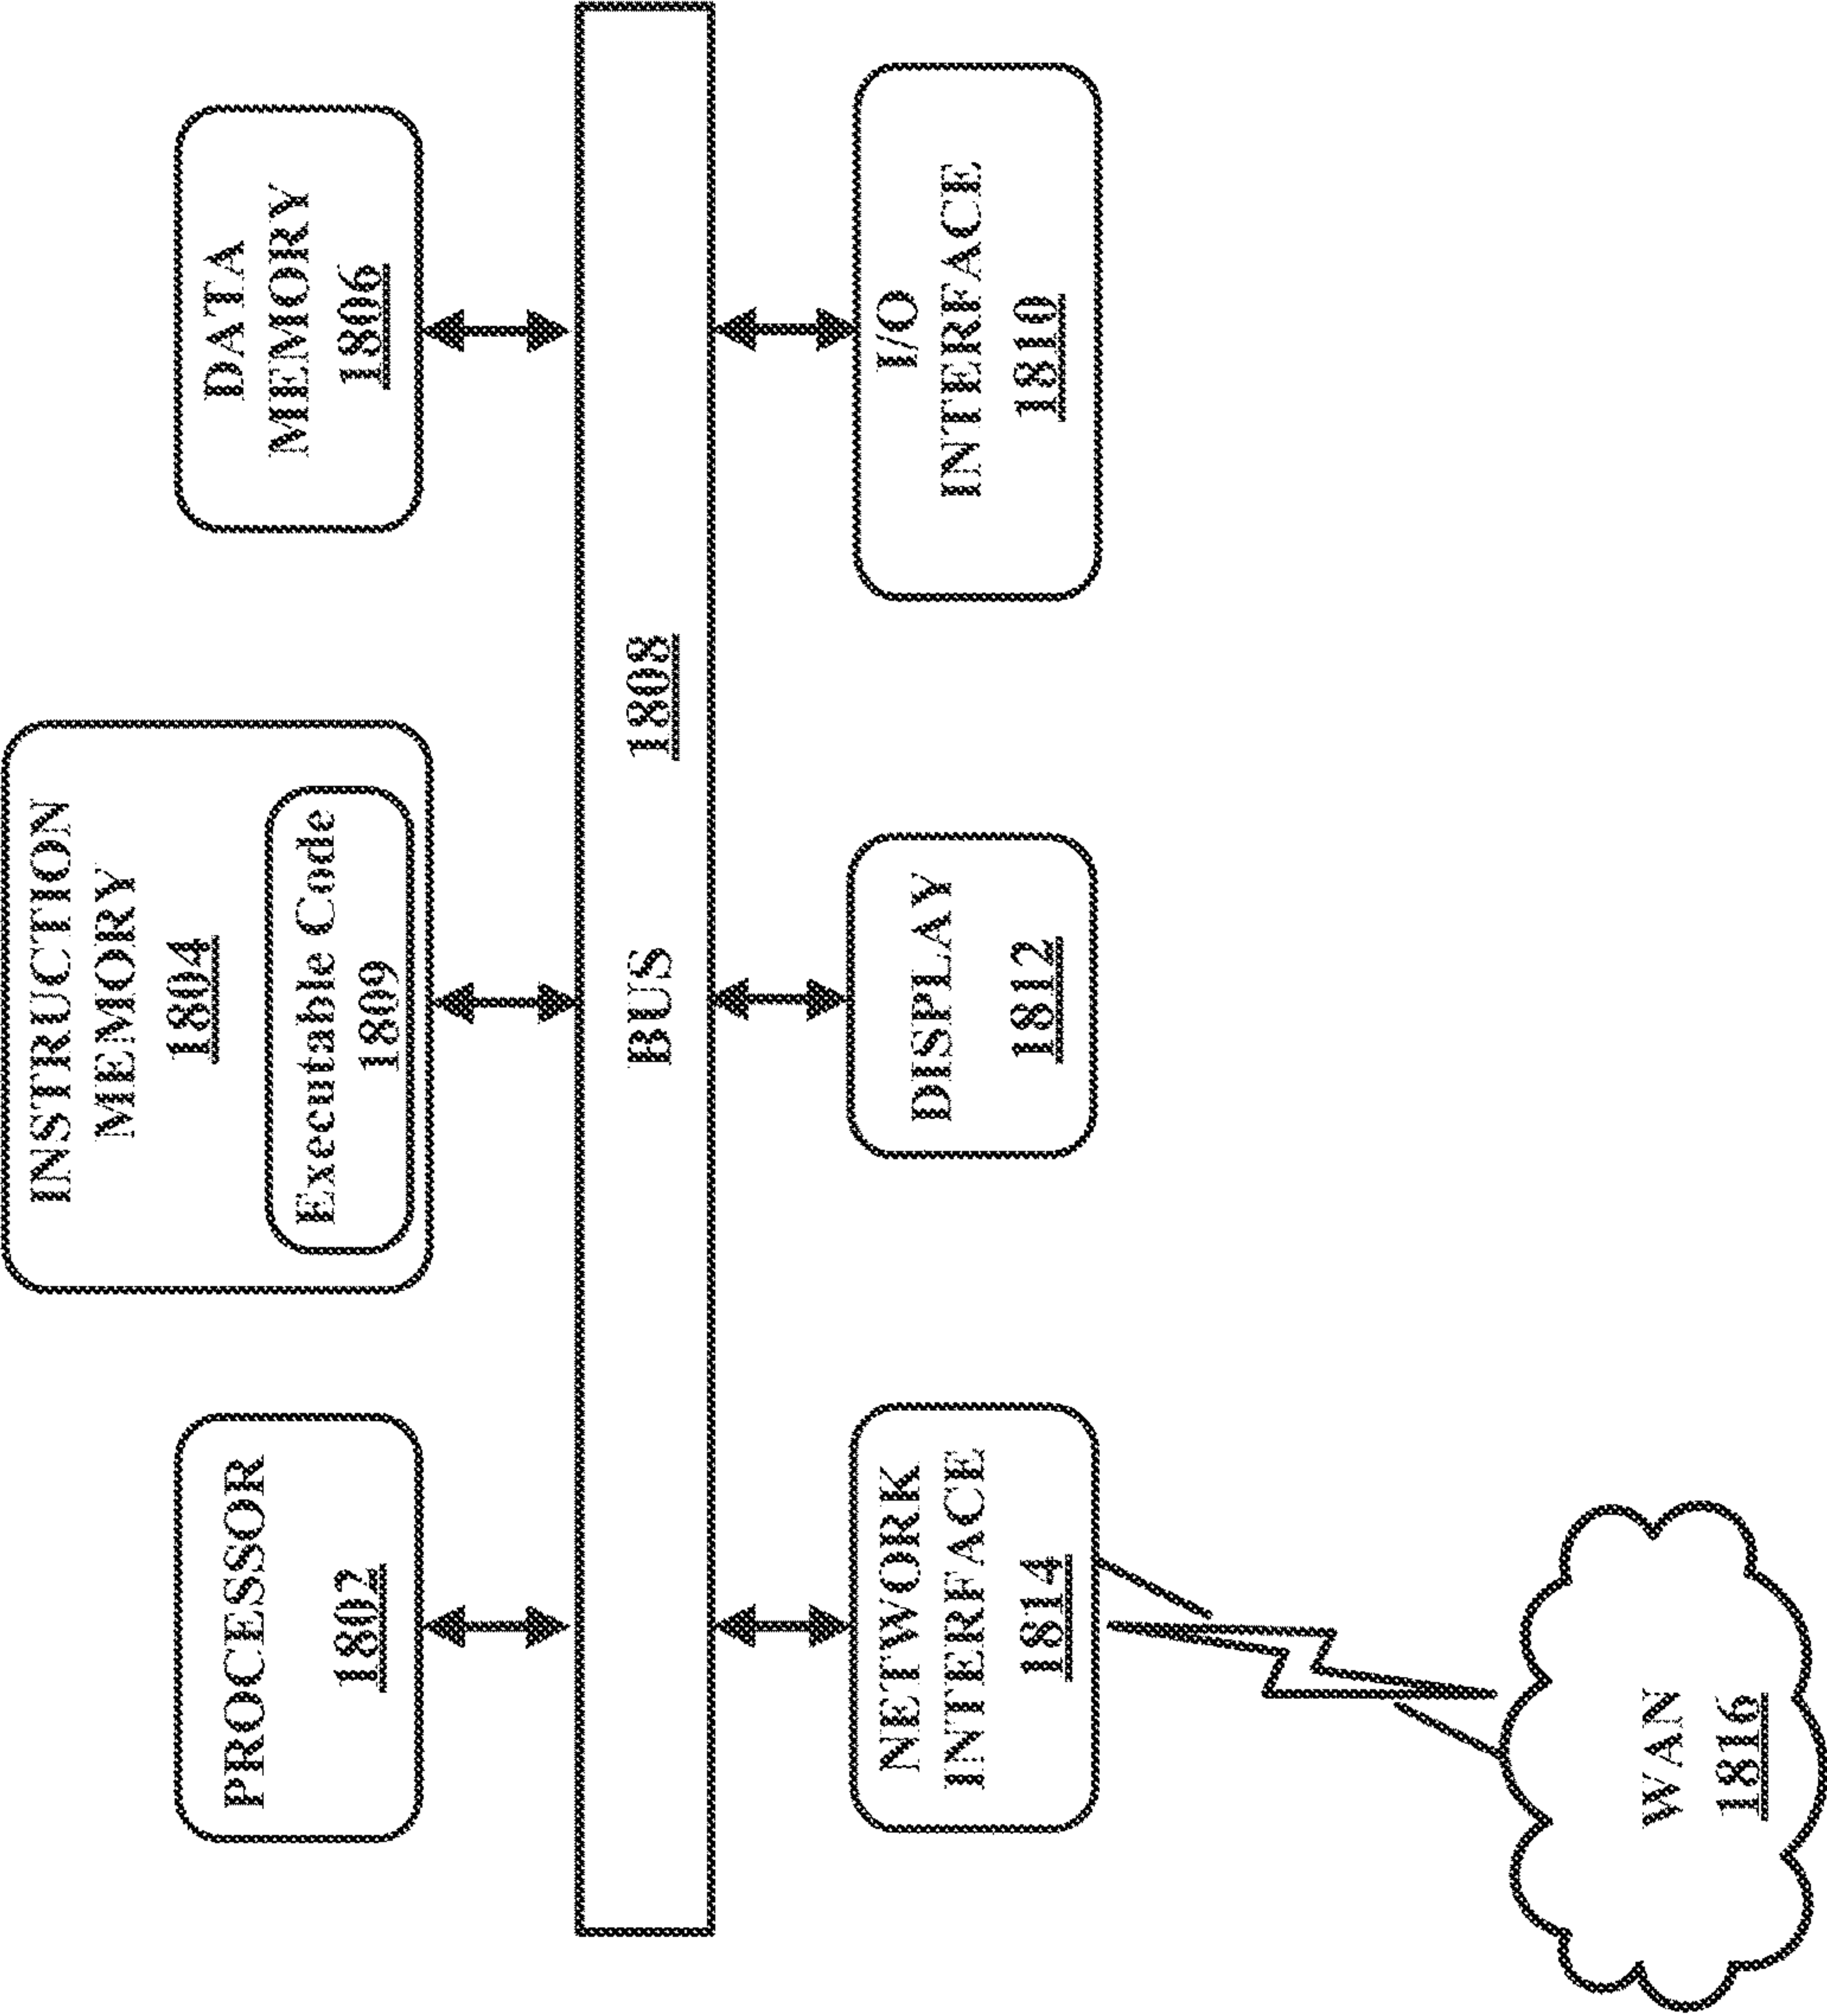 PROCESSOR
1802
INSTRUCTION
MEMORY
1804
Executable Code
1809
DATA
MEMORY
1806
BUS 1808
NETWORK
INTERFACE
1814
DISPLAY
1812
I/O
INTERFACE
1810
WAN
1816